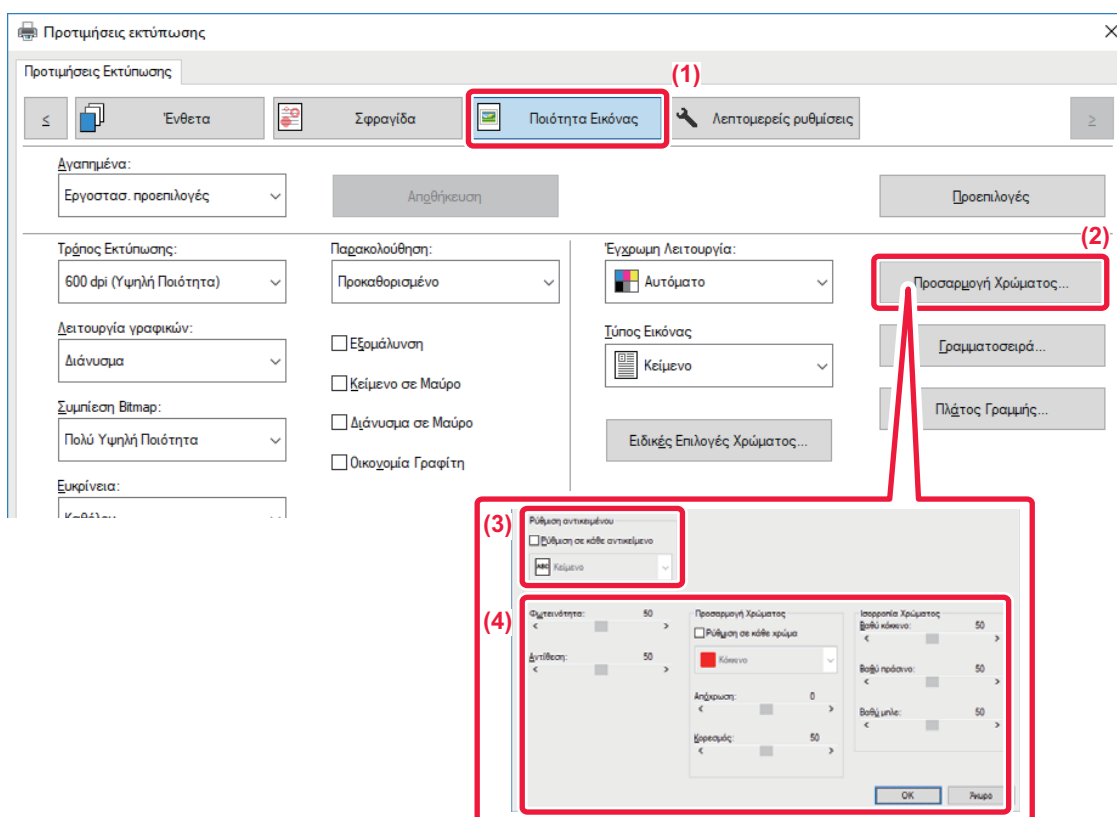 Προτιμήσεις εκτύπωσης
Προτιμήσεις Εκτύπωσης
(1)
≤ Ένθετα Σφραγίδα Ποιότητα Εικόνας Λεπτομερείς ρυθμίσεις ≥
Αγαπημένα:
Εργοστασ. προεπιλογές Αποθήκευση Προεπιλογές
(2)
Τρόπος Εκτύπωσης: Παρακολούθηση: Έγχρωμη Λειτουργία:
600 dpi (Υψηλή Ποιότητα) Προκαθορισμένο Αυτόματο Προσαρμογή Χρώματος...
Λειτουργία γραφικών: Τύπος Εικόνας
Διάνυσμα Εξομάλυνση Κείμενο Γραμματοσειρά...
Κείμενο σε Μαύρο
Συμπίεση Bitmap: Πλάτος Γραμμής...
Πολύ Υψηλή Ποιότητα Διάνυσμα σε Μαύρο Ειδικές Επιλογές Χρώματος...
Οικονομία Γραφίτη
Ευκρίνεια:
Καθόλου
(3)
Ρύθμιση αντικειμένου
Ρύθμιση σε κάθε αντικείμενο
ABC Κείμενο
(4)
Φωτεινότητα: 50 Προσαρμογή Χρώματος Ισορροπία Χρώματος
Ρύθμιση σε κάθε χρώμα Βαθύ κόκκινο: 50
Αντίθεση: 50 Κόκκινο Βαθύ πράσινο: 50
Απόχρωση: 0 Βαθύ μπλε: 50
Κορεσμός: 50
OK Άκυρο